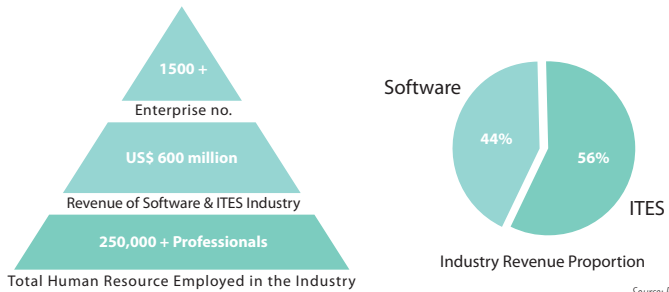 1500 +
Enterprise no.
US$ 600 million
Revenue of Software & ITES Industry
250,000 + Professionals
Total Human Resource Employed in the Industry
Software
44%
56%
ITES
Industry Revenue Proportion